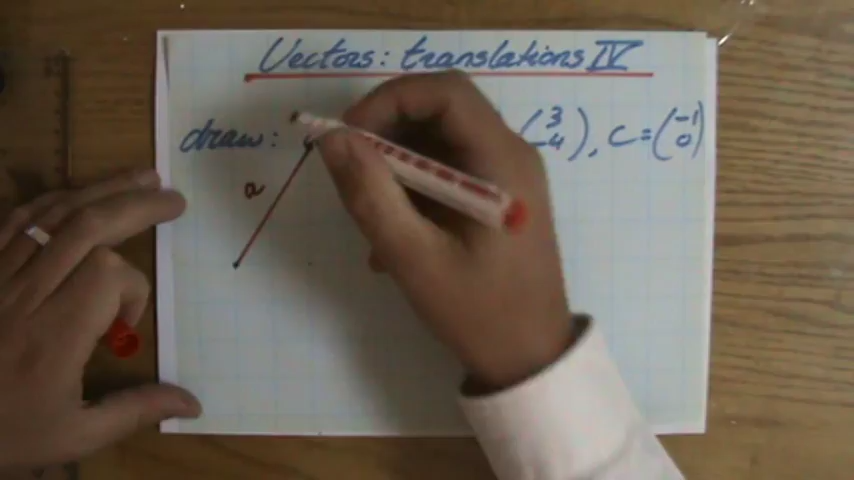 Vectors: translations IV
draw: (3 -4), c = (-1 0)
a